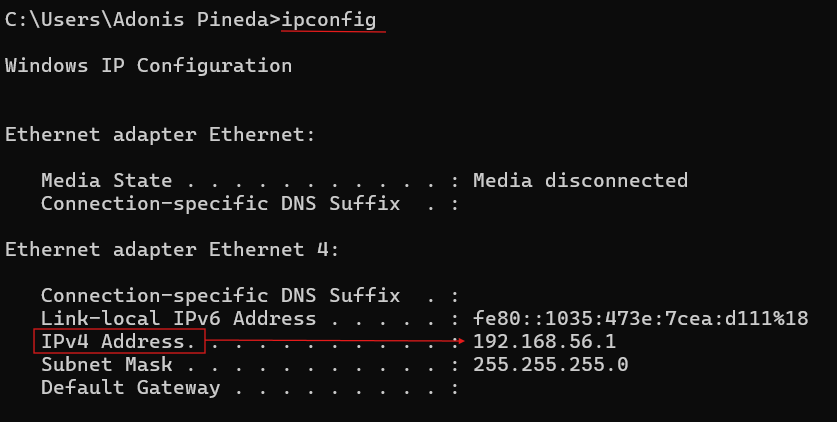 C:\Users\Adonis Pineda>ipconfig
Windows IP Configuration
Ethernet adapter Ethernet:
Media State . . . . . . . . . . . : Media disconnected
Connection-specific DNS Suffix  . :
Ethernet adapter Ethernet 4:
Connection-specific DNS Suffix  . :
Link-local IPv6 Address . . . . . : fe80::1035:473e:7cea:d111%18
IPv4 Address. . . . . . . . . . . : 192.168.56.1
Subnet Mask . . . . . . . . . . . : 255.255.255.0
Default Gateway . . . . . . . . . :